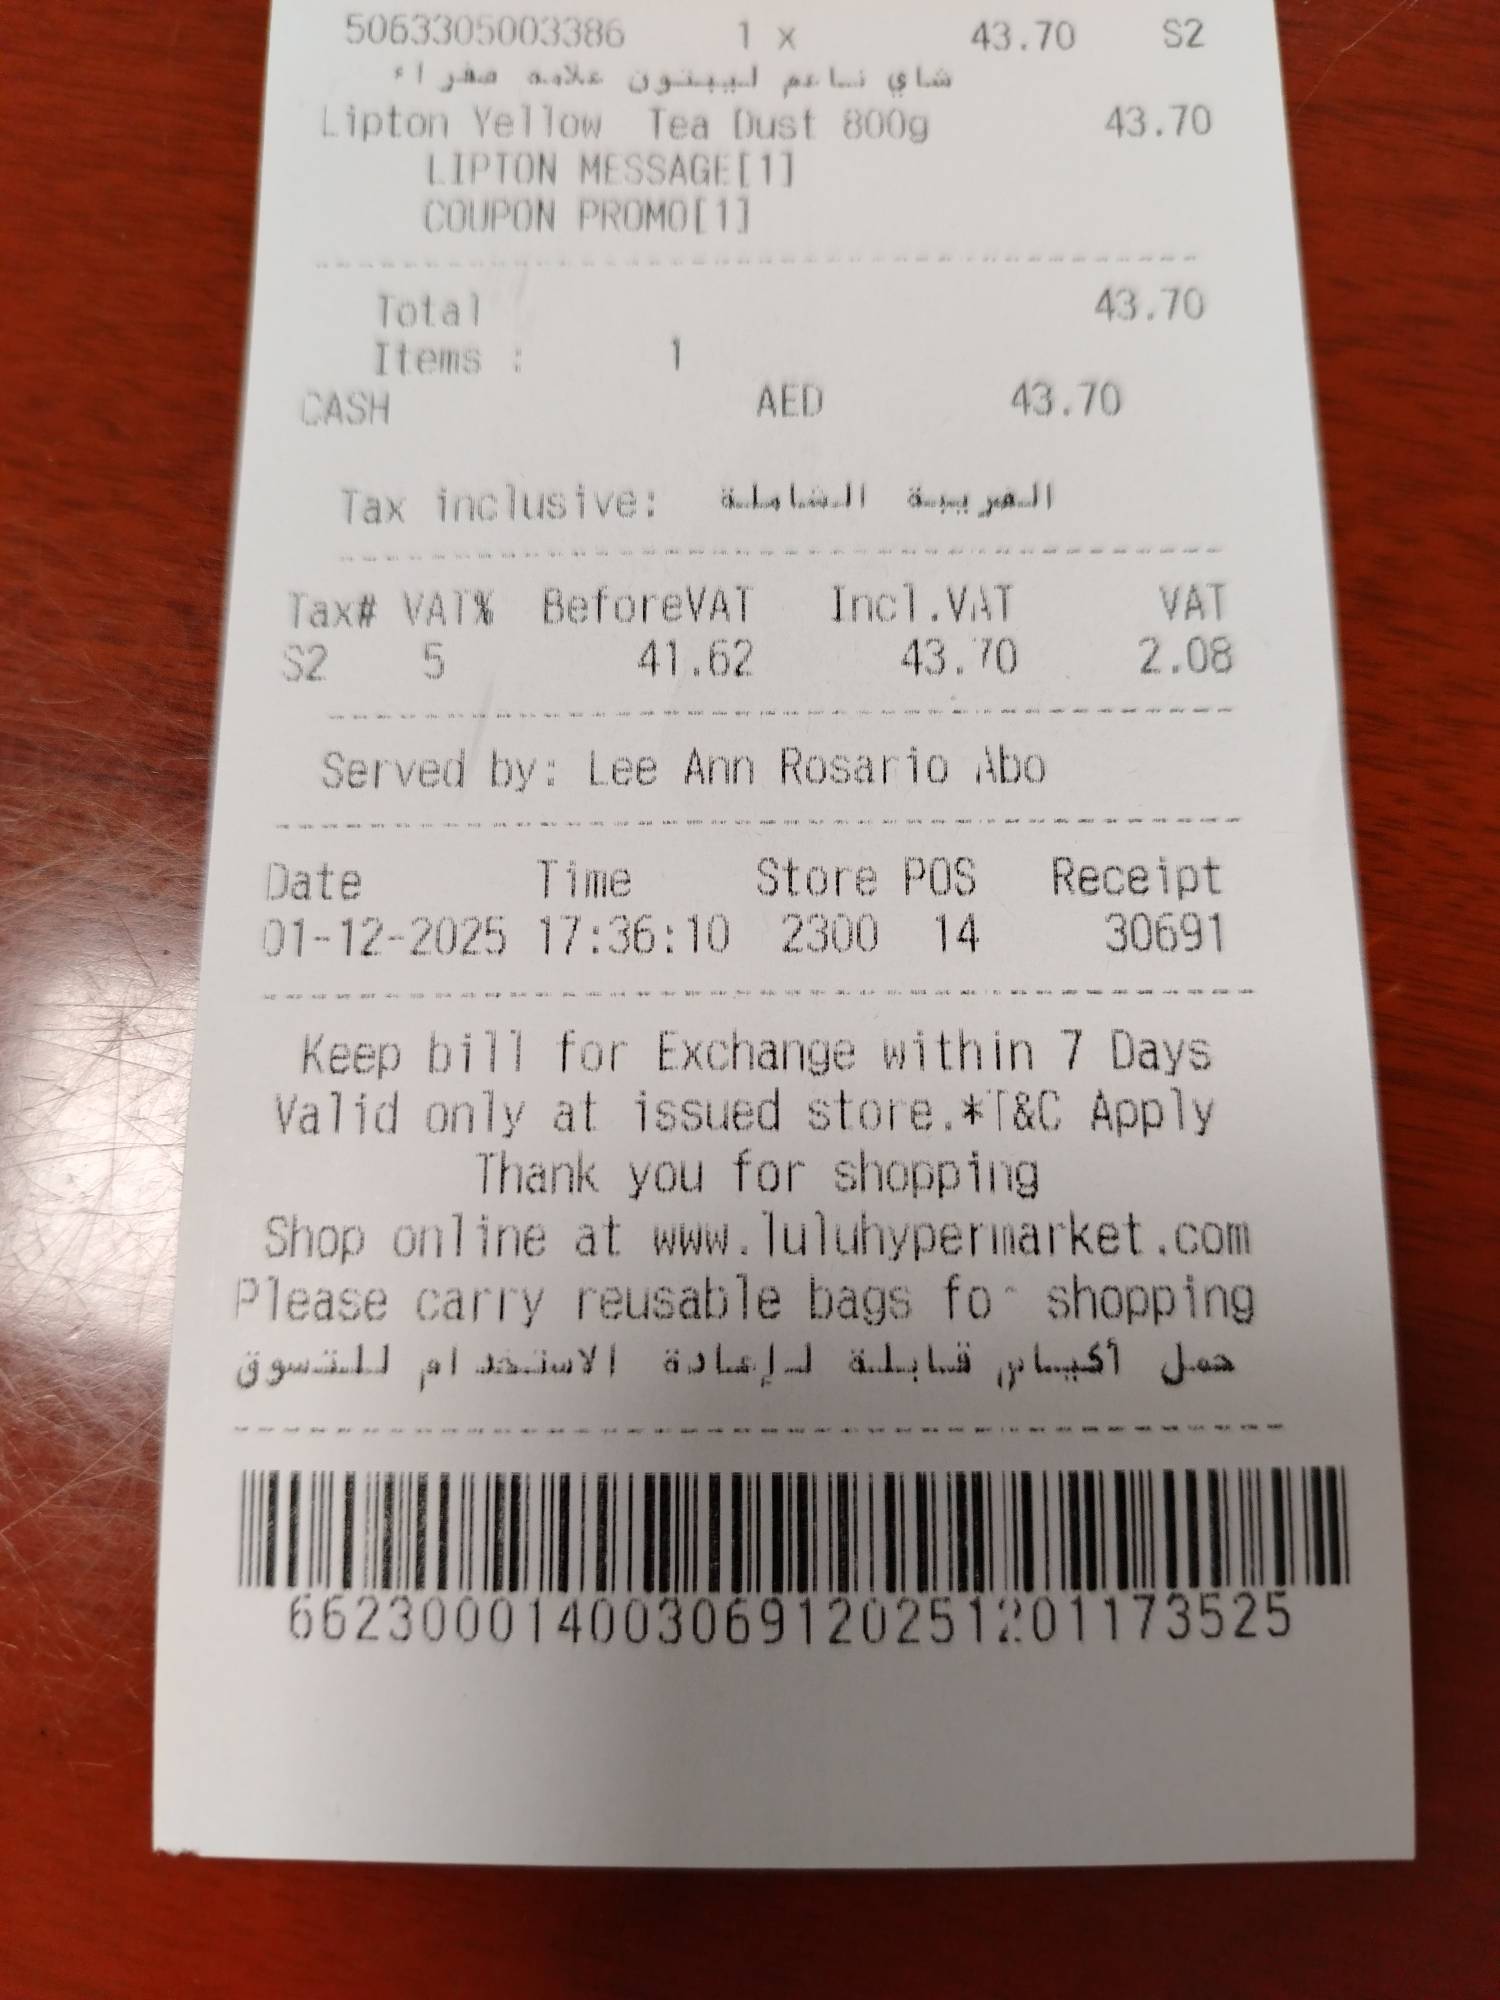 5063305003386 1 x 43.70 S2
شاي ناعم ليبتون علامة صفراء
Lipton Yellow Tea Dust 800g 43.70
LIPTON MESSAGE[1]
COUPON PROMO[1]
Total 43.70
Items : 1
CASH AED 43.70
Tax inclusive: الضريبة الشاملة
Tax# VAT% BeforeVAT Incl.VAT VAT
S2 5 41.62 43.70 2.08
Served by: Lee Ann Rosario Abo
Date Time Store POS Receipt
01-12-2025 17:36:10 2300 14 30691
Keep bill for Exchange within 7 Days
Valid only at issued store.*T&C Apply
Thank you for shopping
Shop online at www.luluhypermarket.com
Please carry reusable bags for shopping
حمل أكياس قابلة لإعادة الاستخدام للتسوق
662300014003069120251201173525